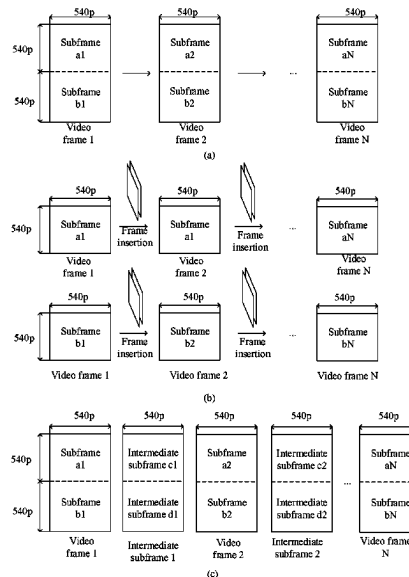 540p 540p 540p
540p Subframe a1 Subframe a2 Subframe aN
540p Subframe b1 Subframe b2 ... Subframe bN
Video frame 1 Video frame 2 Video frame N
(a)
540p 540p 540p
540p Subframe a1 Frame insertion Subframe a2 Frame insertion ... Subframe aN
Video frame 1 Video frame 2 Video frame N
540p 540p 540p
540p Subframe b1 Frame insertion Subframe b2 Frame insertion ... Subframe bN
Video frame 1 Video frame 2 Video frame N
(b)
540p 540p 540p 540p 540p
540p Subframe a1 Intermediate subframe c1 Subframe a2 Intermediate subframe c2 Subframe aN
540p Subframe b1 Intermediate subframe d1 Subframe b2 Intermediate subframe d2 ... Subframe bN
Video frame 1 Intermediate subframe 1 Video frame 2 Intermediate subframe 2 Video frame N
(c)